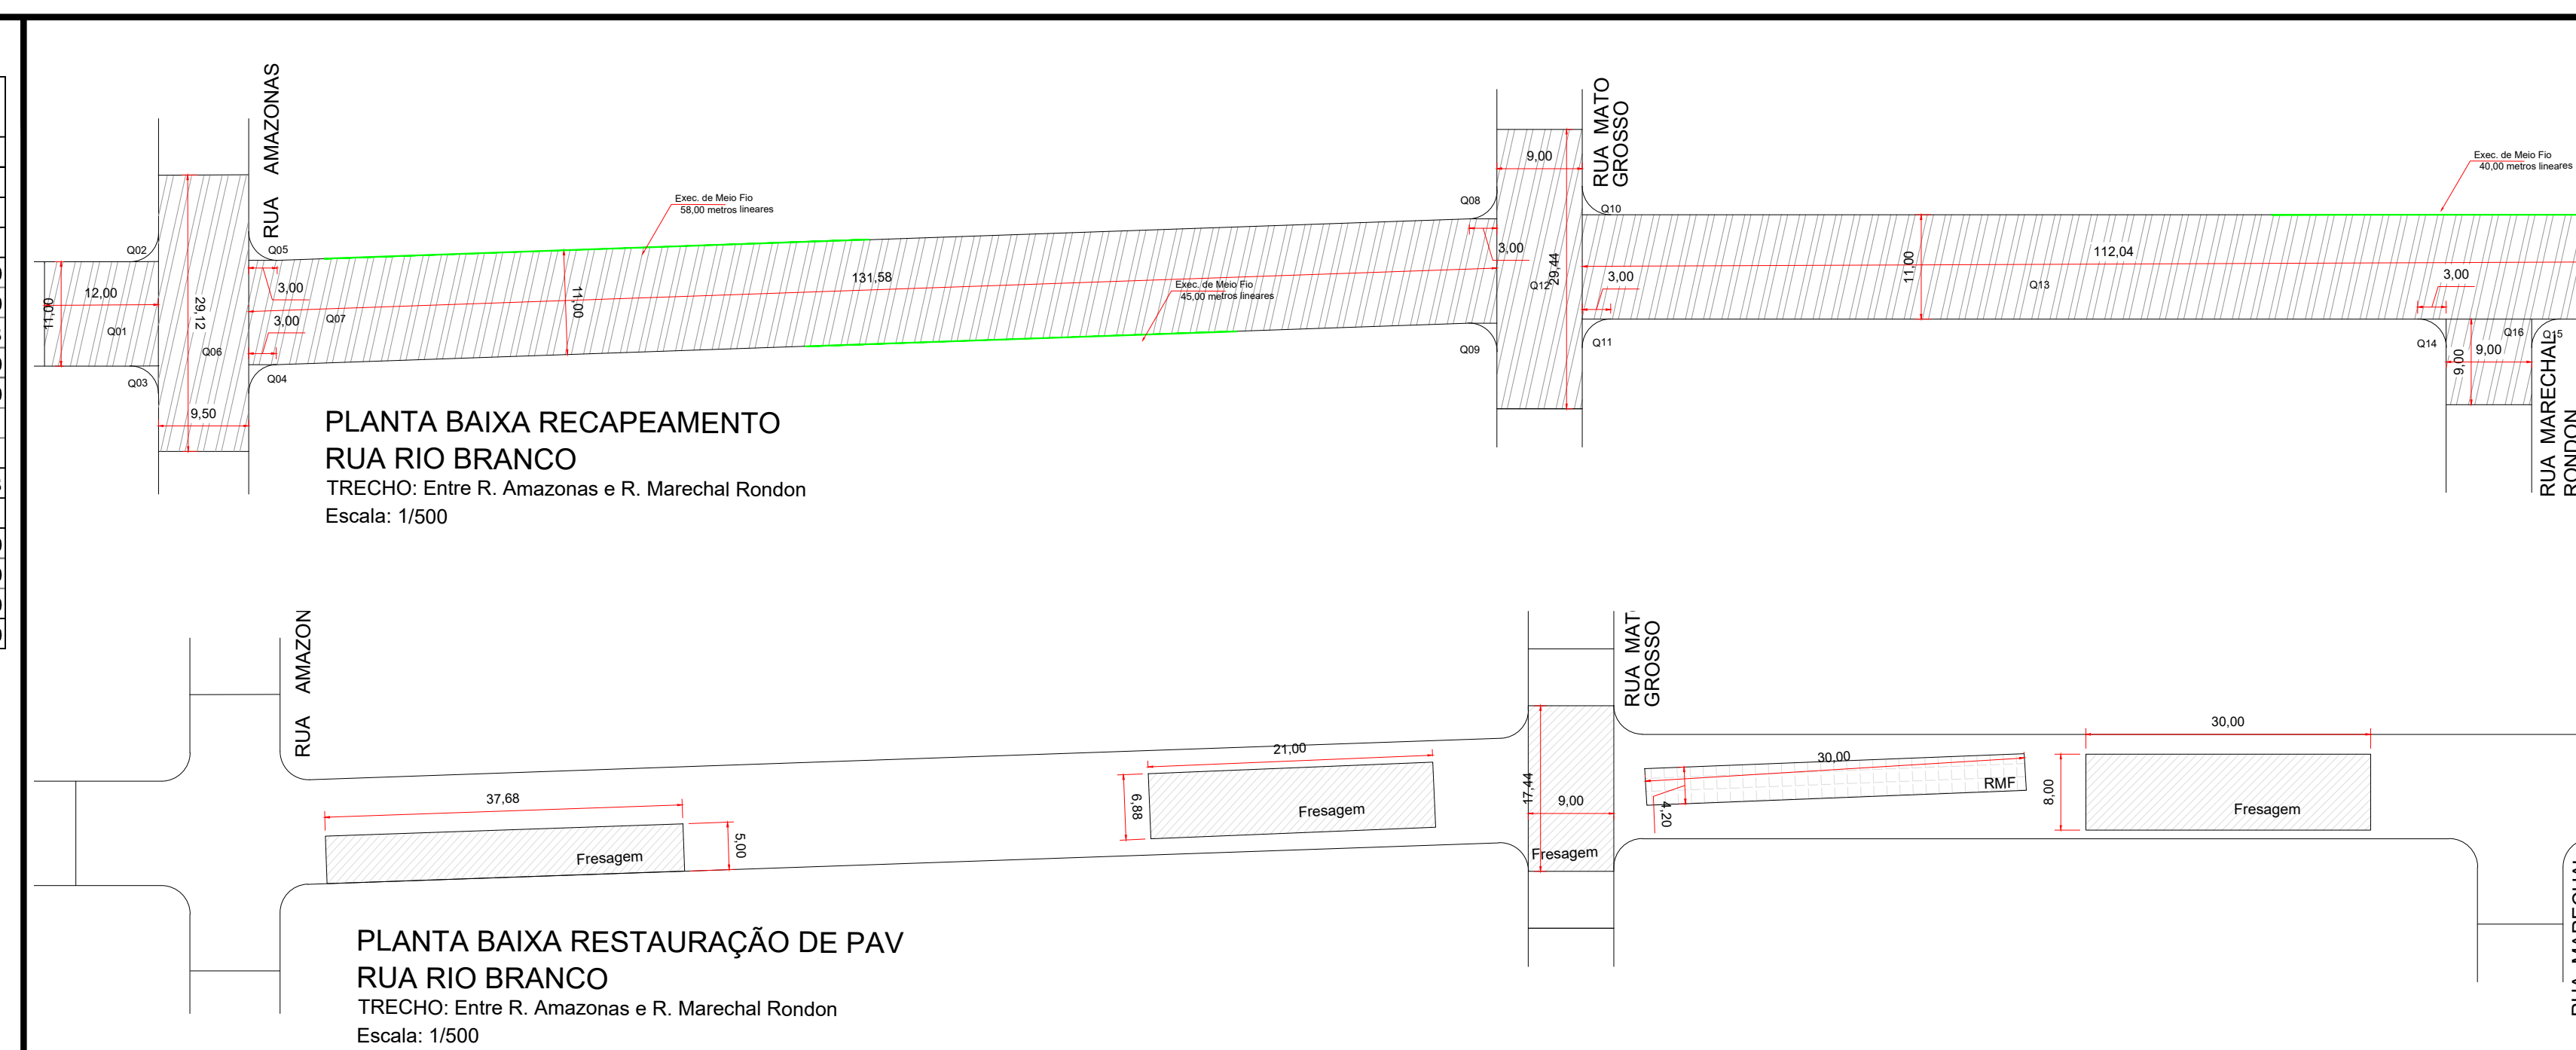 RUA AMAZONAS
Exec. de Meio Fio
58,00 metros lineares
RUA MATO
GROSSO
9,00
Q08
Q10
Exec. de Meio Fio
40,00 metros lineares
Q02
Q05
3,00
131,58
Exec. de Meio Fio
45,00 metros lineares
3,00
29,44
Q12
3,00
11,00
112,04
Q13
3,00
11,00
12,00
Q01
29,12
Q06
3,00
Q07
11,00
Q03
Q04
9,50
Q09
Q11
Q14
9,00
9,00
Q16
Q15
RUA MARECHAL
RONDON
PLANTA BAIXA RECAPEAMENTO
RUA RIO BRANCO
TRECHO: Entre R. Amazonas e R. Marechal Rondon
Escala: 1/500
RUA AMAZON
RUA MAT
GROSSO
37,68
5,00
Fresagem
21,00
6,88
Fresagem
17,44
9,00
Fresagem
30,00
4,20
RMF
30,00
8,00
Fresagem
RUA MARECHAL
PLANTA BAIXA RESTAURAÇÃO DE PAV
RUA RIO BRANCO
TRECHO: Entre R. Amazonas e R. Marechal Rondon
Escala: 1/500